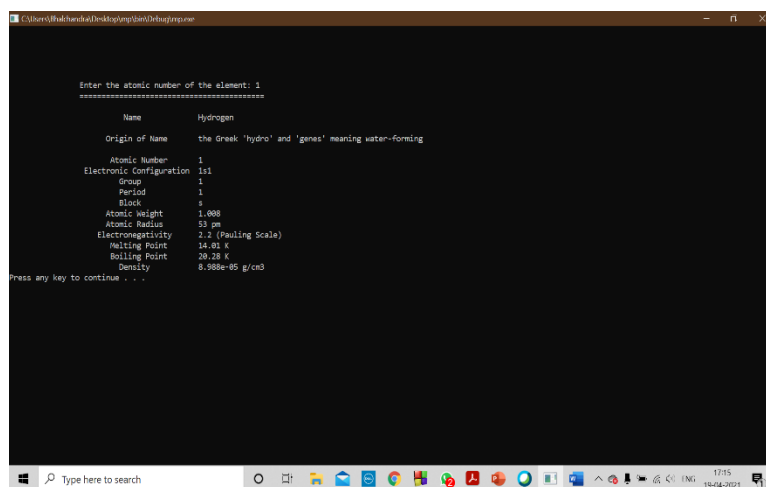 C:\Users\Bhalchandra\Desktop\mp\bin\Debug\mp.exe
Enter the atomic number of the element: 1
==========================================
Name Hydrogen
Origin of Name the Greek 'hydro' and 'genes' meaning water-forming
Atomic Number 1
Electronic Configuration 1s1
Group 1
Period 1
Block s
Atomic Weight 1.008
Atomic Radius 53 pm
Electronegativity 2.2 (Pauling Scale)
Melting Point 14.01 K
Boiling Point 20.28 K
Density 8.988e-05 g/cm3
Press any key to continue . . .
Type here to search
ENG
17:15
19-04-2021